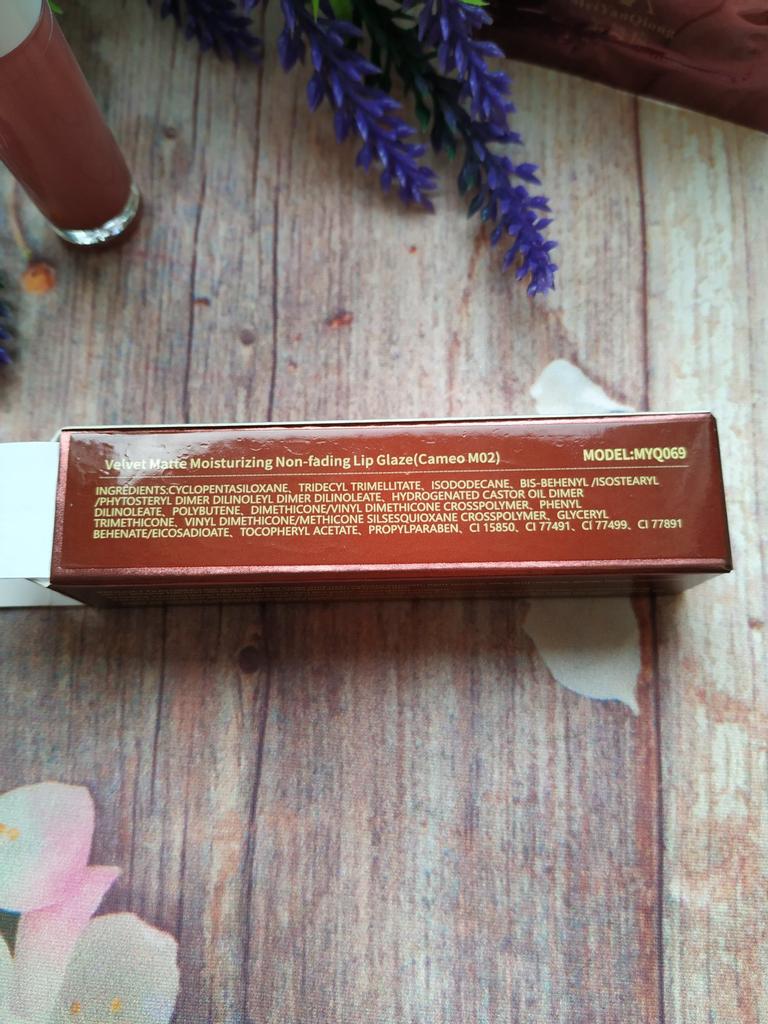 MeiYanQiong
Velvet Matte Moisturizing Non-fading Lip Glaze(Cameo M02) MODEL:MYQ069
INGREDIENTS:CYCLOPENTASILOXANE、 TRIDECYL TRIMELLITATE、 ISODODECANE、 BIS-BEHENYL /ISOSTEARYL
/PHYTOSTERYL DIMER DILINOLEYL DIMER DILINOLEATE、 HYDROGENATED CASTOR OIL DIMER
DILINOLEATE、 POLYBUTENE、 DIMETHICONE/VINYL DIMETHICONE CROSSPOLYMER、 PHENYL
TRIMETHICONE、 VINYL DIMETHICONE/METHICONE SILSESQUIOXANE CROSSPOLYMER、 GLYCERYL
BEHENATE/EICOSADIOATE、 TOCOPHERYL ACETATE、 PROPYLPARABEN、 CI 15850、 CI 77491、 CI 77499、 CI 77891